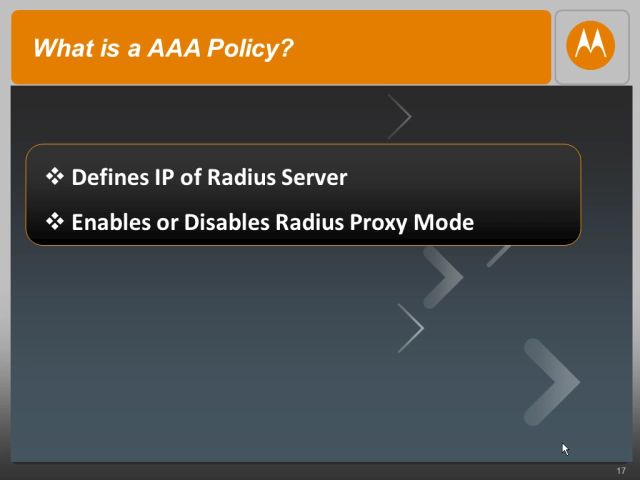 What is a AAA Policy?
❖ Defines IP of Radius Server
❖ Enables or Disables Radius Proxy Mode
17